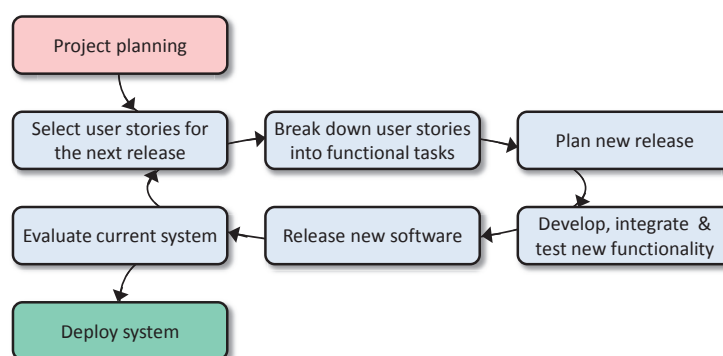 Project planning
Select user stories for
the next release
Break down user stories
into functional tasks
Plan new release
Evaluate current system
Release new software
Develop, integrate &
test new functionality
Deploy system